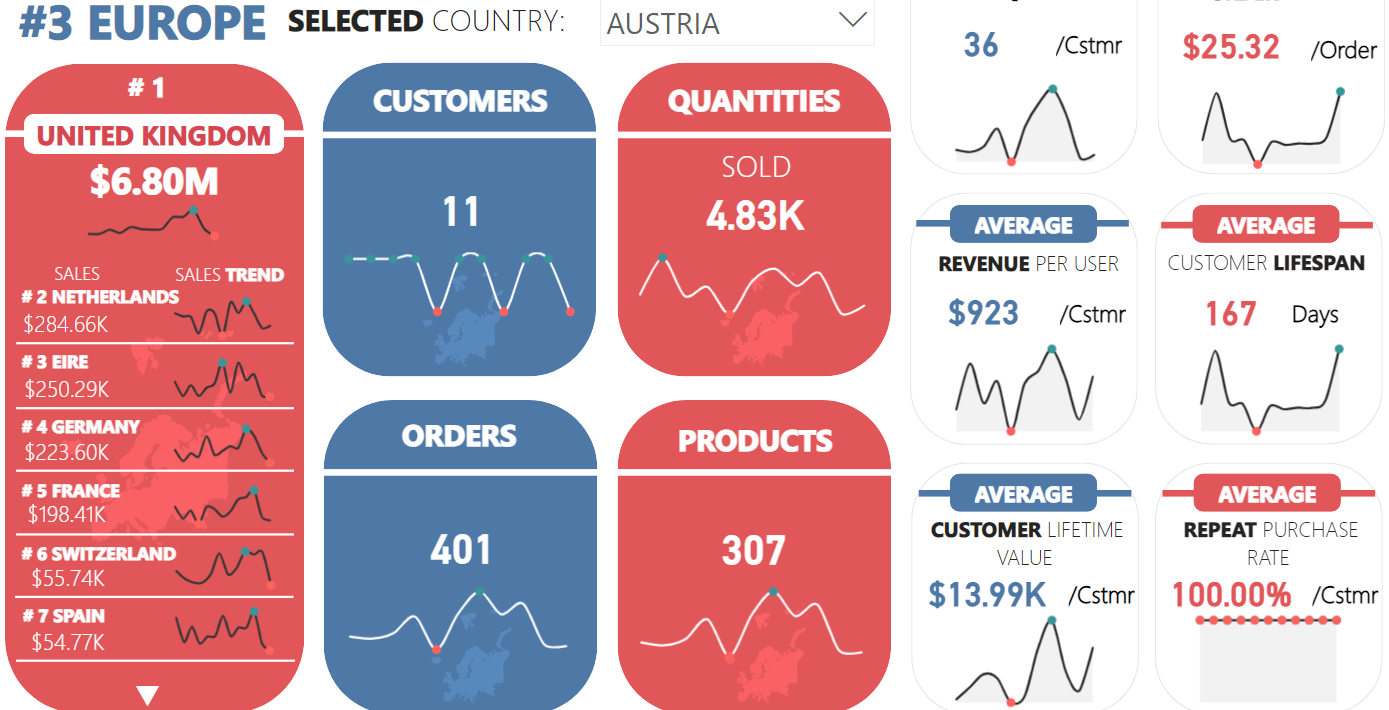 #3 EUROPE
SELECTED COUNTRY:
AUSTRIA
# 1
UNITED KINGDOM
$6.80M
SALES
SALES TREND
# 2 NETHERLANDS
$284.66K
# 3 EIRE
$250.29K
# 4 GERMANY
$223.60K
# 5 FRANCE
$198.41K
# 6 SWITZERLAND
$55.74K
# 7 SPAIN
$54.77K
CUSTOMERS
11
QUANTITIES
SOLD
4.83K
ORDERS
401
PRODUCTS
307
36 /Cstmr
$25.32 /Order
AVERAGE
REVENUE PER USER
$923 /Cstmr
AVERAGE
CUSTOMER LIFESPAN
167 Days
AVERAGE
CUSTOMER LIFETIME
VALUE
$13.99K /Cstmr
AVERAGE
REPEAT PURCHASE
RATE
100.00% /Cstmr